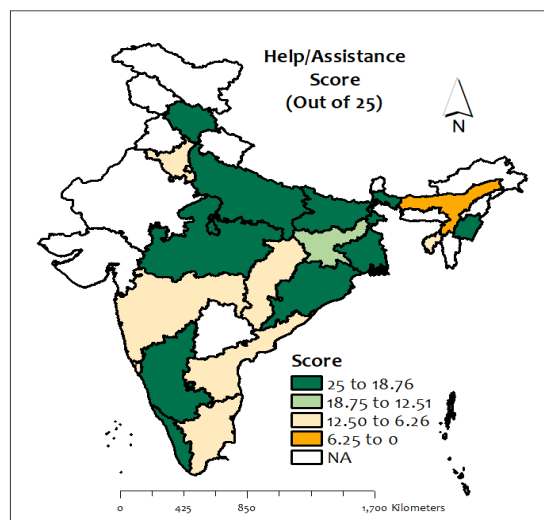 Help/Assistance
Score
(Out of 25)
N
Score
25 to 18.76
18.75 to 12.51
12.50 to 6.26
6.25 to 0
NA
0 425 850 1,700 Kilometers